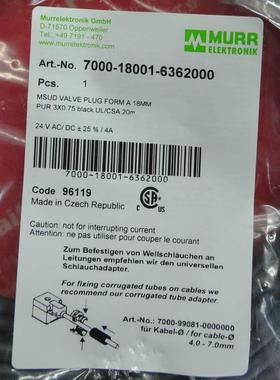 Murrelektronik GmbH
D-71570 Oppenweiler
Tel.: +49 7191 - 470
www.murrelektronik.com
MURR
ELEKTRONIK
Art.-No. 7000-18001-6362000
Pcs. 1
MSUD VALVE PLUG FORM A 18MM
PUR 3X0.75 black UL/CSA 20m
24 V AC/ DC ± 25 % / 4A
7000-18001-6362000
Code 96119
Made in Czech Republic
Caution: not for interrupting current
Attention: ne pas utiliser pour couper le courant
Zum Befestigen von Wellschläuchen an
Leitungen empfehlen wir den universellen
Schlauchadapter.
For fixing corrugated tubes on cables we
recommend our corrugated tube adapter.
Art.-No.: 7000-99081-0000000
für Kabel-Ø / for cable-Ø
4,0 - 7.0mm